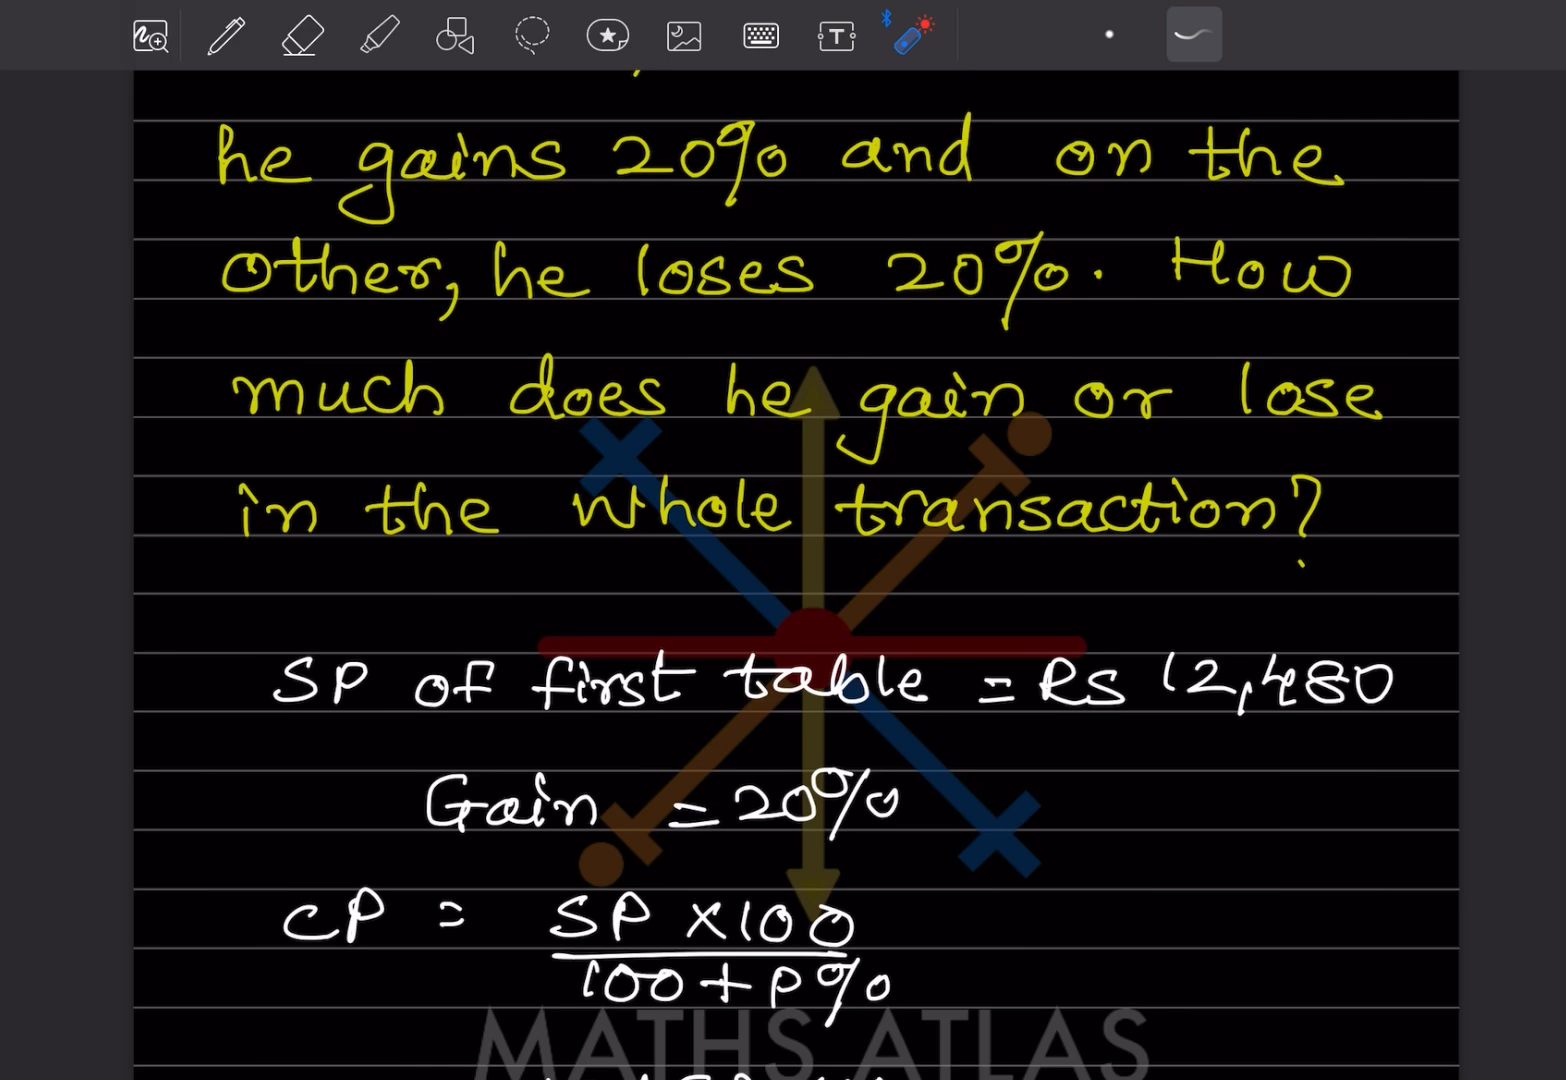 he gains 20% and on the
other, he loses 20%. How
much does he gain or lose
in the whole transaction?
SP of first table = Rs 12,480
Gain = 20%
CP = SP X100
100+P%
MATHS ATLAS